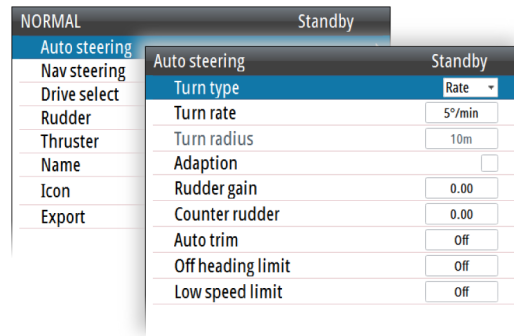 NORMAL Standby
Auto steering
Nav steering
Drive select
Rudder
Thruster
Name
Icon
Export
Auto steering Standby
Turn type Rate
Turn rate 5°/min
Turn radius 10m
Adaption
Rudder gain 0.00
Counter rudder 0.00
Auto trim Off
Off heading limit Off
Low speed limit Off